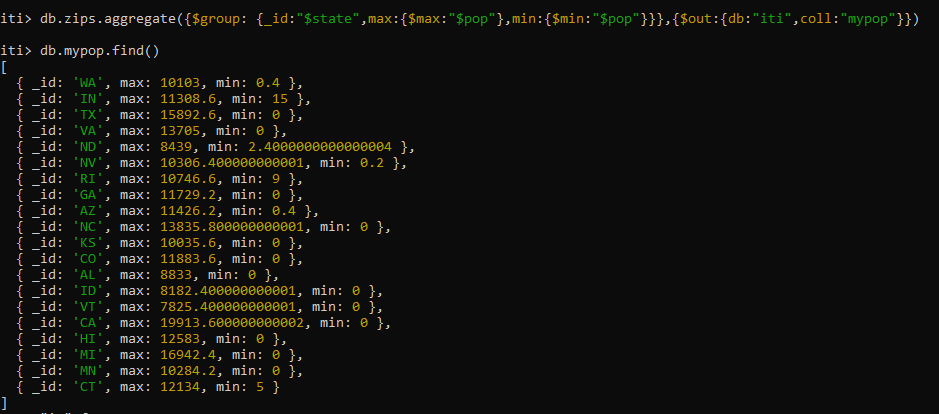 iti> db.zips.aggregate({$group: {_id:"$state",max:{$max:"$pop"},min:{$min:"$pop"}}},{$out:{db:"iti",coll:"mypop"}})
iti> db.mypop.find()
[
{ _id: 'WA', max: 10103, min: 0.4 },
{ _id: 'IN', max: 11308.6, min: 15 },
{ _id: 'TX', max: 15892.6, min: 0 },
{ _id: 'VA', max: 13705, min: 0 },
{ _id: 'ND', max: 8439, min: 2.4000000000000004 },
{ _id: 'NV', max: 10306.400000000001, min: 0.2 },
{ _id: 'RI', max: 10746.6, min: 9 },
{ _id: 'GA', max: 11729.2, min: 0 },
{ _id: 'AZ', max: 11426.2, min: 0.4 },
{ _id: 'NC', max: 13835.800000000001, min: 0 },
{ _id: 'KS', max: 10035.6, min: 0 },
{ _id: 'CO', max: 11883.6, min: 0 },
{ _id: 'AL', max: 8833, min: 0 },
{ _id: 'ID', max: 8182.400000000001, min: 0 },
{ _id: 'VT', max: 7825.400000000001, min: 0 },
{ _id: 'CA', max: 19913.600000000002, min: 0 },
{ _id: 'HI', max: 12583, min: 0 },
{ _id: 'MI', max: 16942.4, min: 0 },
{ _id: 'MN', max: 10284.2, min: 0 },
{ _id: 'CT', max: 12134, min: 5 }
]